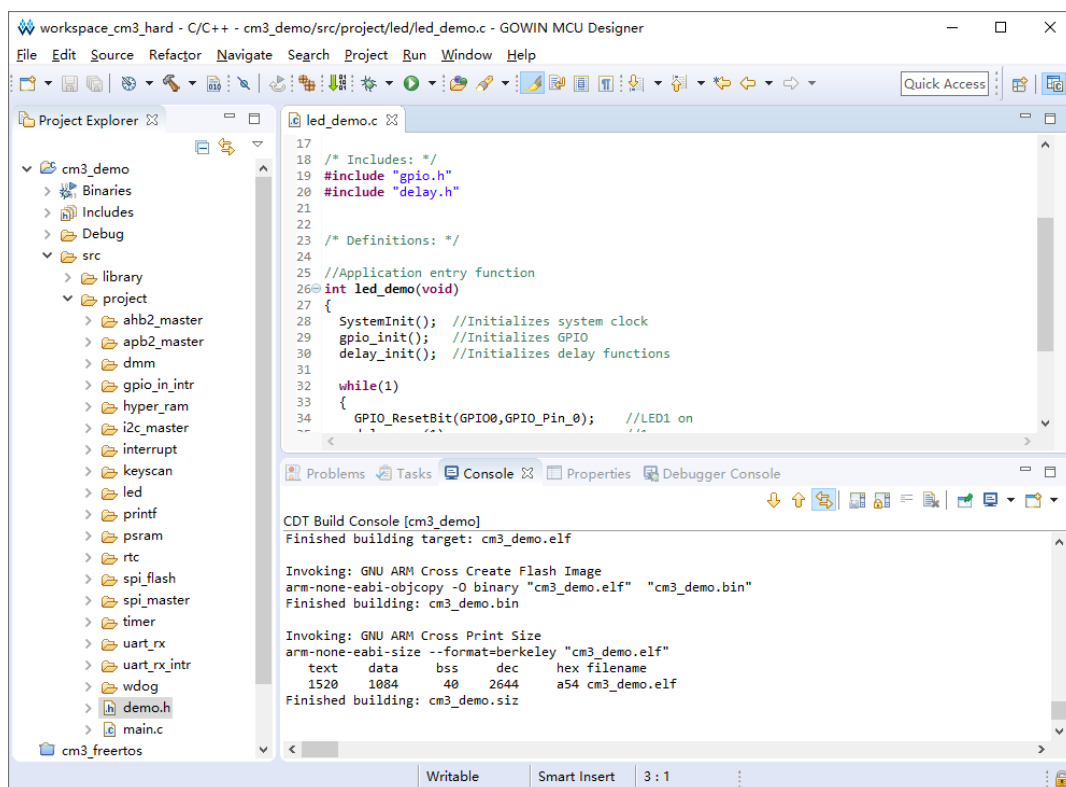 workspace_cm3_hard - C/C++ - cm3_demo/src/project/led/led_demo.c - GOWIN MCU Designer
File Edit Source Refactor Navigate Search Project Run Window Help
Quick Access
Project Explorer
cm3_demo
Binaries
Includes
Debug
src
library
project
ahb2_master
apb2_master
dmm
gpio_in_intr
hyper_ram
i2c_master
interrupt
keyscan
led
printf
psram
rtc
spi_flash
spi_master
timer
uart_rx
uart_rx_intr
wdog
demo.h
main.c
cm3_freertos
led_demo.c
17
18 /* Includes: */
19 #include "gpio.h"
20 #include "delay.h"
21
22
23 /* Definitions: */
24
25 //Application entry function
26 int led_demo(void)
27 {
28 SystemInit(); //Initializes system clock
29 gpio_init(); //Initializes GPIO
30 delay_init(); //Initializes delay functions
31
32 while(1)
33 {
34 GPIO_ResetBit(GPIO0,GPIO_Pin_0); //LED1 on
Problems Tasks Console Properties Debugger Console
CDT Build Console [cm3_demo]
Finished building target: cm3_demo.elf
Invoking: GNU ARM Cross Create Flash Image
arm-none-eabi-objcopy -O binary "cm3_demo.elf" "cm3_demo.bin"
Finished building: cm3_demo.bin
Invoking: GNU ARM Cross Print Size
arm-none-eabi-size --format=berkeley "cm3_demo.elf"
text data bss dec hex filename
1520 1084 40 2644 a54 cm3_demo.elf
Finished building: cm3_demo.siz
Writable Smart Insert 3 : 1